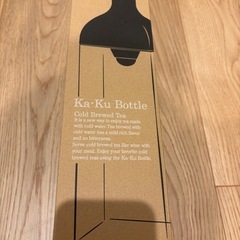 Ka-Ku Bottle
Cold Brewed Tea
It is a new way to enjoy tea made
with cold water. Tea brewed with
cold water has a mild rich flavor
and no bitterness.
Serve cold brewed tea like wine with
your meal. Enjoy your favorite cold
brewed teas using the Ka-Ku Bottle.